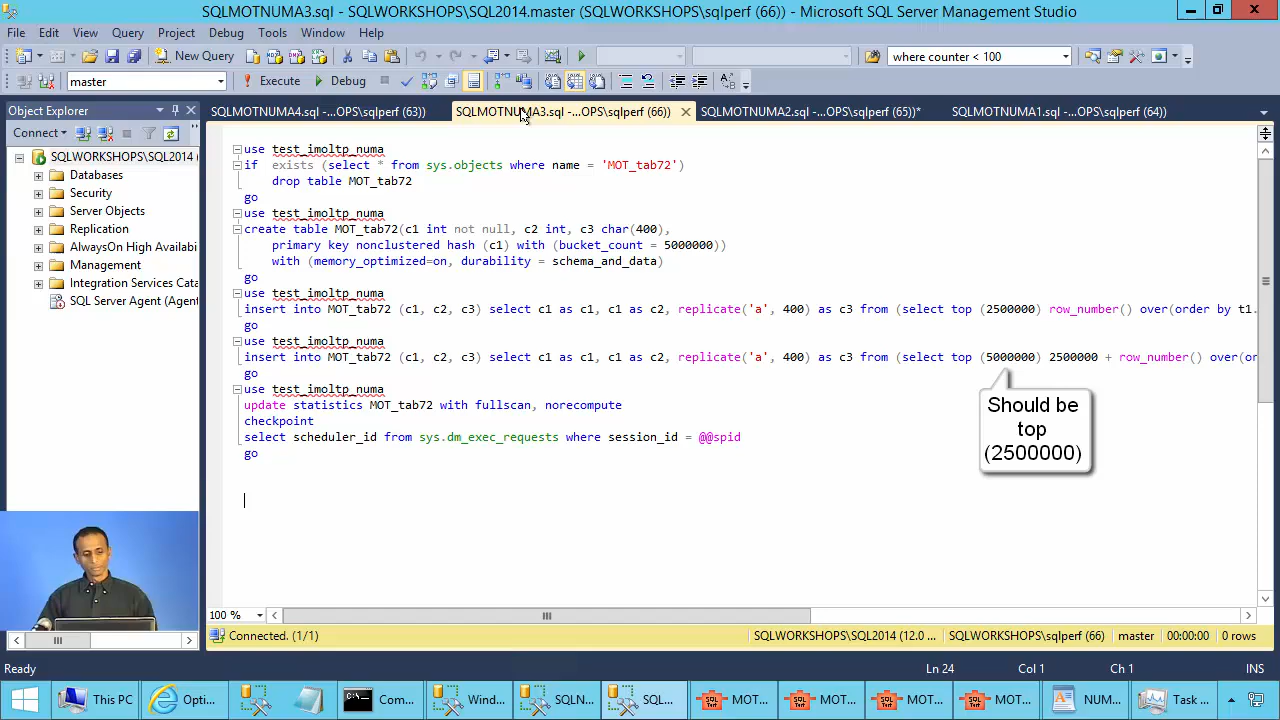 SQLMOTNUMA3.sql - SQLWORKSHOPS\SQL2014.master (SQLWORKSHOPS\sqlperf (66)) - Microsoft SQL Server Management Studio
File Edit View Query Project Debug Tools Window Help
New Query where counter < 100
master Execute Debug
Object Explorer
SQLMOTNUMA4.sql -...OPS\sqlperf (63)) SQLMOTNUMA3.sql -...OPS\sqlperf (66)) SQLMOTNUMA2.sql -...OPS\sqlperf (65))* SQLMOTNUMA1.sql -...OPS\sqlperf (64))
Connect
SQLWORKSHOPS\SQL2014 (
Databases
Security
Server Objects
Replication
AlwaysOn High Availabi
Management
Integration Services Cata
SQL Server Agent (Agen
use test_imoltp_numa
if exists (select * from sys.objects where name = 'MOT_tab72')
drop table MOT_tab72
go
use test_imoltp_numa
create table MOT_tab72(c1 int not null, c2 int, c3 char(400),
primary key nonclustered hash (c1) with (bucket_count = 5000000))
with (memory_optimized=on, durability = schema_and_data)
go
use test_imoltp_numa
insert into MOT_tab72 (c1, c2, c3) select c1 as c1, c1 as c2, replicate('a', 400) as c3 from (select top (2500000) row_number() over(order by t1.
go
use test_imoltp_numa
insert into MOT_tab72 (c1, c2, c3) select c1 as c1, c1 as c2, replicate('a', 400) as c3 from (select top (5000000) 2500000 + row_number() over(or
go
use test_imoltp_numa
update statistics MOT_tab72 with fullscan, norecompute
checkpoint
select scheduler_id from sys.dm_exec_requests where session_id = @@spid
go
Should be
top
(2500000)
100 %
Connected. (1/1) SQLWORKSHOPS\SQL2014 (12.0 ... SQLWORKSHOPS\sqlperf (66) master 00:00:00 0 rows
Ready Ln 24 Col 1 Ch 1 INS
This PC Opti... Com... Wind... SQLN... SQL... MOT... MOT... MOT... MOT... NUM... Task ...